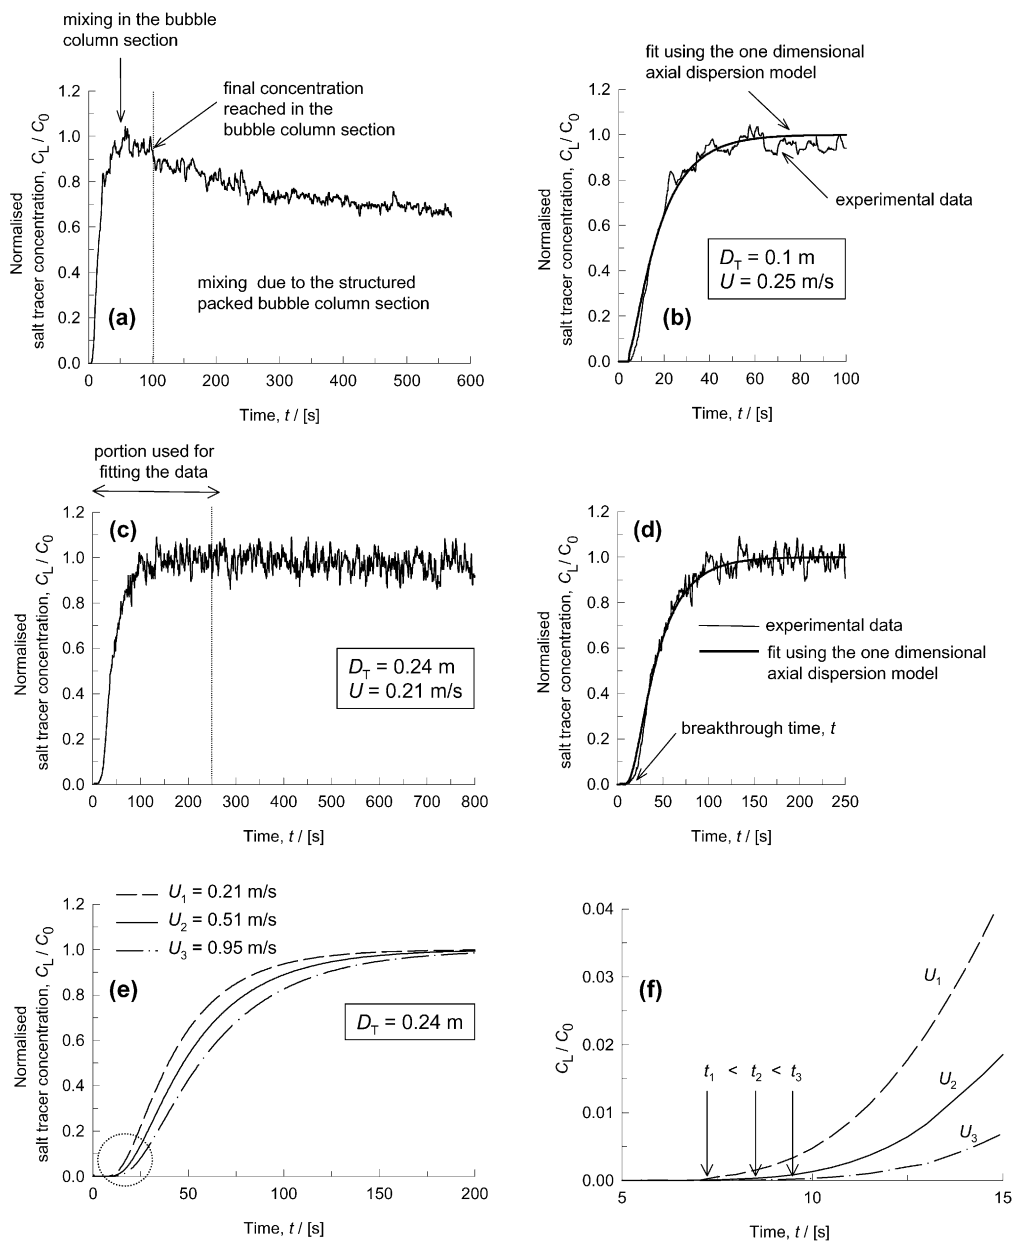 mixing in the bubble
column section
final concentration
reached in the
bubble column section
1.2
1.0
0.8
0.6
0.4
0.2
0.0
Normalised
salt tracer concentration, C_L / C_0
mixing due to the structured
packed bubble column section
(a)
0 100 200 300 400 500 600
Time, t / [s]
fit using the one dimensional
axial dispersion model
1.2
1.0
0.8
0.6
0.4
0.2
0.0
Normalised
salt tracer concentration, C_L / C_0
experimental data
D_T = 0.1 m
U = 0.25 m/s
(b)
0 20 40 60 80 100
Time, t / [s]
portion used for
fitting the data
1.2
1.0
0.8
0.6
0.4
0.2
0.0
Normalised
salt tracer concentration, C_L / C_0
(c)
D_T = 0.24 m
U = 0.21 m/s
0 100 200 300 400 500 600 700 800
Time, t / [s]
1.2
1.0
0.8
0.6
0.4
0.2
0.0
Normalised
salt tracer concentration, C_L / C_0
(d)
experimental data
fit using the one dimensional
axial dispersion model
breakthrough time, t
0 50 100 150 200 250
Time, t / [s]
U_1 = 0.21 m/s
U_2 = 0.51 m/s
U_3 = 0.95 m/s
1.2
1.0
0.8
0.6
0.4
0.2
0.00
Normalised
salt tracer concentration, C_L / C_0
(e)
D_T = 0.24 m
0 50 100 150 200
Time, t / [s]
0.04
0.03
0.02
0.01
0.00
C_L / C_0
(f)
U_1
t_1 < t_2 < t_3
U_2
U_3
5 10 15
Time, t / [s]